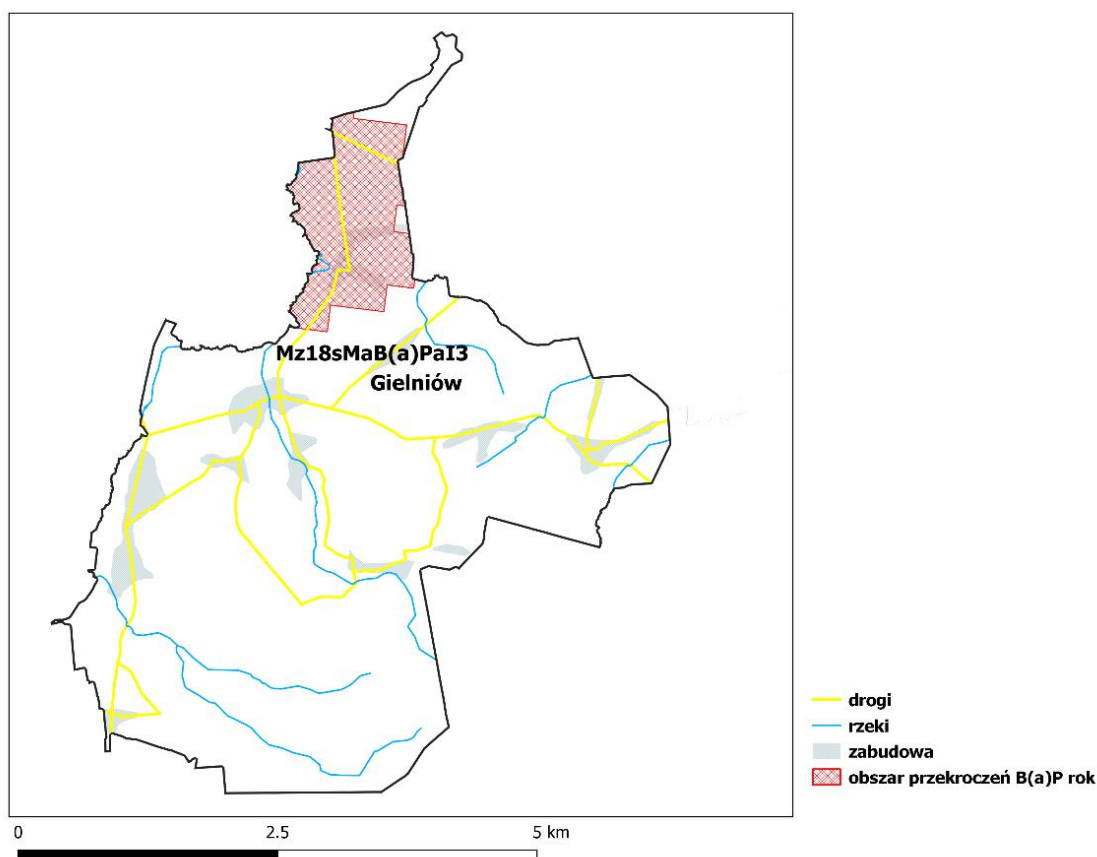 Mz18sMaB(a)PaI3
Gielniów
drogi
rzeki
zabudowa
obszar przekroczeń B(a)P rok
0 2.5 5 km